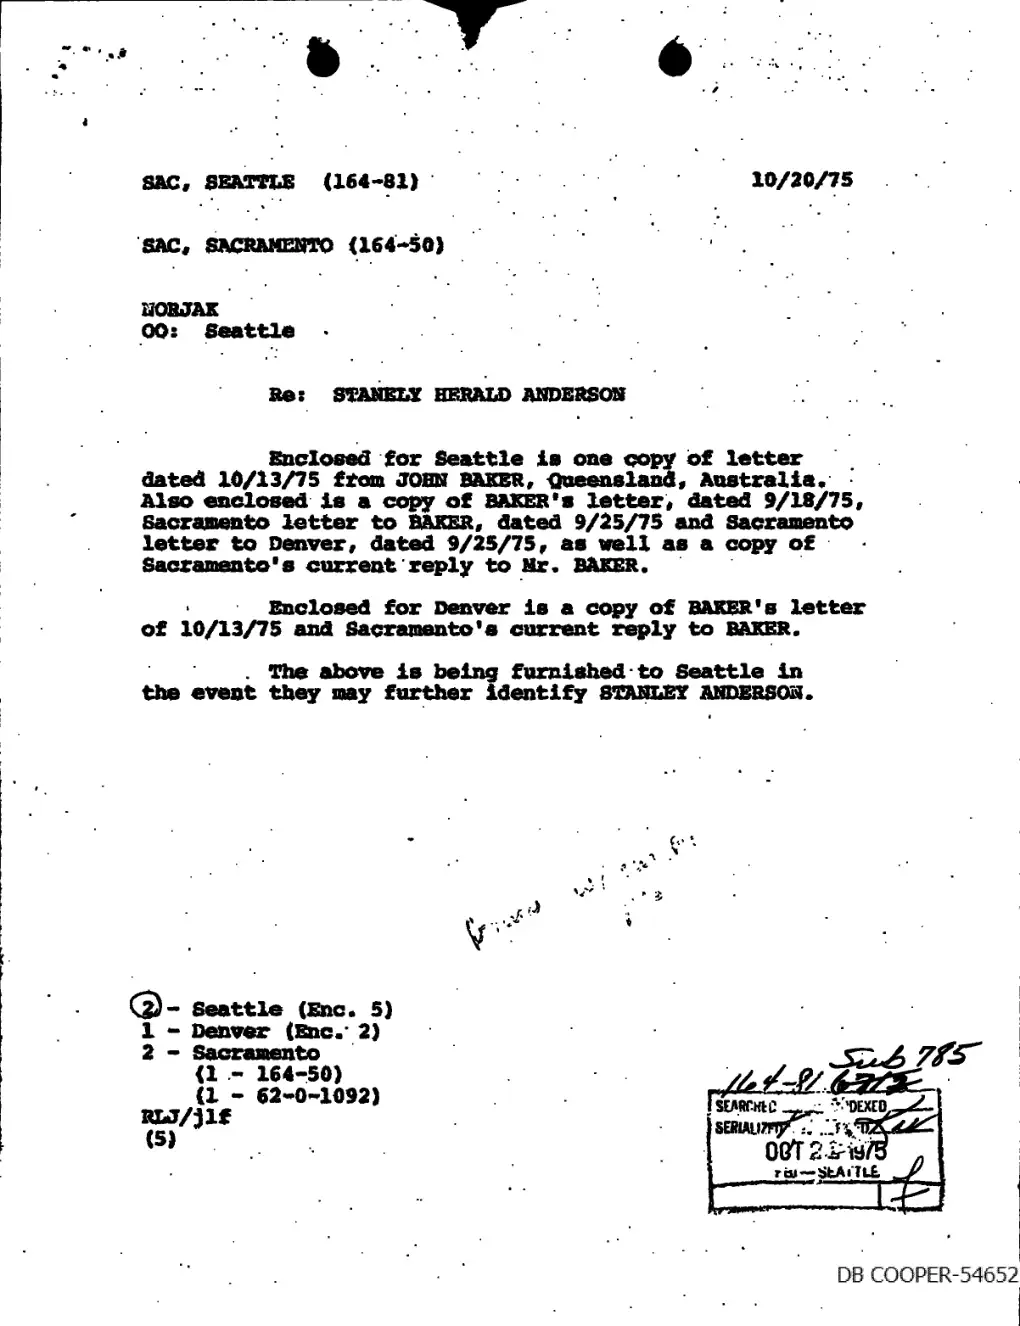 SAC, SEATTLE (164-81) 10/20/75
SAC, SACRAMENTO (164-50)
NORJAK
OO: Seattle
Re: STANELY HERALD ANDERSON
Enclosed for Seattle is one copy of letter
dated 10/13/75 from JOHN BAKER, Queensland, Australia.
Also enclosed is a copy of BAKER's letter, dated 9/18/75,
Sacramento letter to BAKER, dated 9/25/75 and Sacramento
letter to Denver, dated 9/25/75, as well as a copy of
Sacramento's current reply to Mr. BAKER.
Enclosed for Denver is a copy of BAKER's letter
of 10/13/75 and Sacramento's current reply to BAKER.
The above is being furnished to Seattle in
the event they may further identify STANLEY ANDERSON.
2 - Seattle (Enc. 5)
1 - Denver (Enc. 2)
2 - Sacramento
(1 - 164-50)
(1 - 62-0-1092)
RLJ/jlf
(5)
Sub 785
164-81
SEARCHED INDEXED
SERIALIZED
OCT 1975
FBI — SEATTLE
DB COOPER-54652